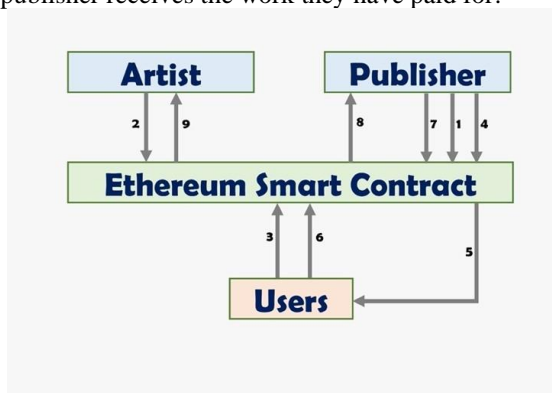 publisher receives the work they have paid for.
Artist Publisher
2 9 8 7 1 4
Ethereum Smart Contract
3 6 5
Users